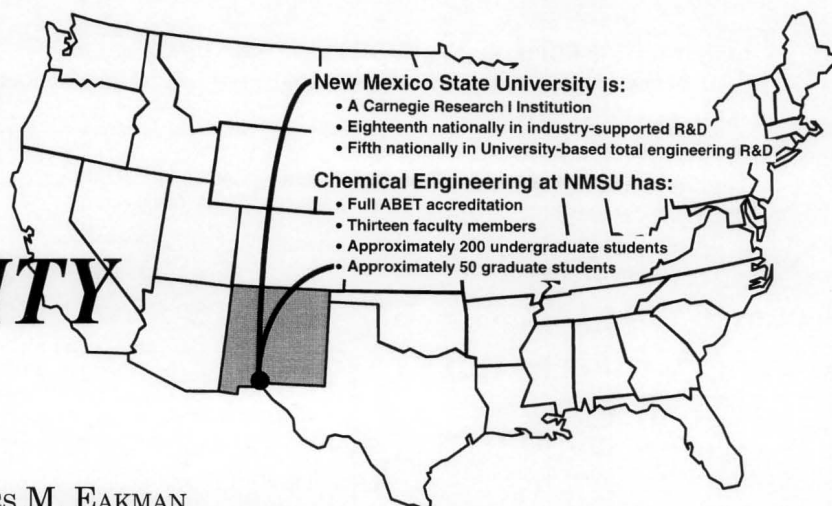 New Mexico State University is:
• A Carnegie Research I Institution
• Eighteenth nationally in industry-supported R&D
• Fifth nationally in University-based total engineering R&D
Chemical Engineering at NMSU has:
• Full ABET accreditation
• Thirteen faculty members
• Approximately 200 undergraduate students
• Approximately 50 graduate students
ITY
M. EAKMAN